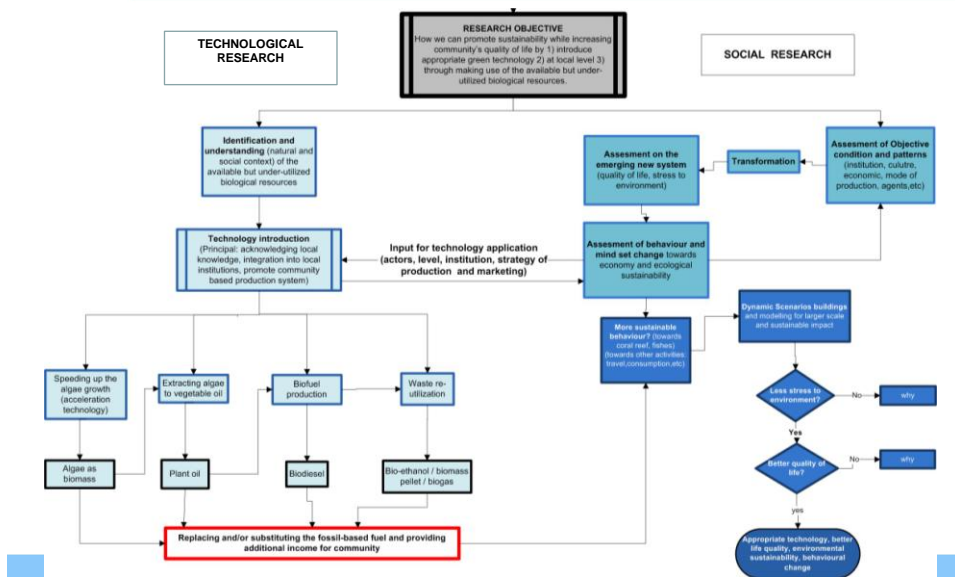 RESEARCH OBJECTIVE
How we can promote sustainability while increasing
community's quality of life by 1) introduce
appropriate green technology 2) at local level 3)
through making use of the available but under-
utilized biological resources.
TECHNOLOGICAL
RESEARCH
SOCIAL RESEARCH
Identification and
understanding (natural and
social context) of the
available but under-utilized
biological resources
Assesment on the
emerging new system
(quality of life, stress to
environment)
Transformation
Assesment of Objective
condition and patterns
(institution, culutre,
economic, mode of
production, agents,etc)
Technology introduction
(Principal: acknowledging local
knowledge, integration into local
institutions, promote community
based production system)
Input for technology application
(actors, level, institution, strategy of
production and marketing)
Assesment of behaviour and
mind set change towards
economy and ecological
sustainability
More sustainable
behaviour? (towards
coral reef, fishes)
(towards other activities:
travel,consumption,etc)
Dynamic Scenarios buildings
and modelling for larger scale
and sustainable impact
Speeding up the
algae growth
(acceleration
technology)
Extracting algae
to vegetable oil
Biofuel
production
Waste re-
utilization
Less stress to
environment?
No
why
Yes
Algae as
biomass
Plant oil
Biodiesel
Bio-ethanol / biomass
pellet / biogas
Better quality of
life?
No
why
yes
Replacing and/or substituting the fossil-based fuel and providing
additional income for community
Appropriate technology, better
life quality, environmental
sustainability, behavioural
change